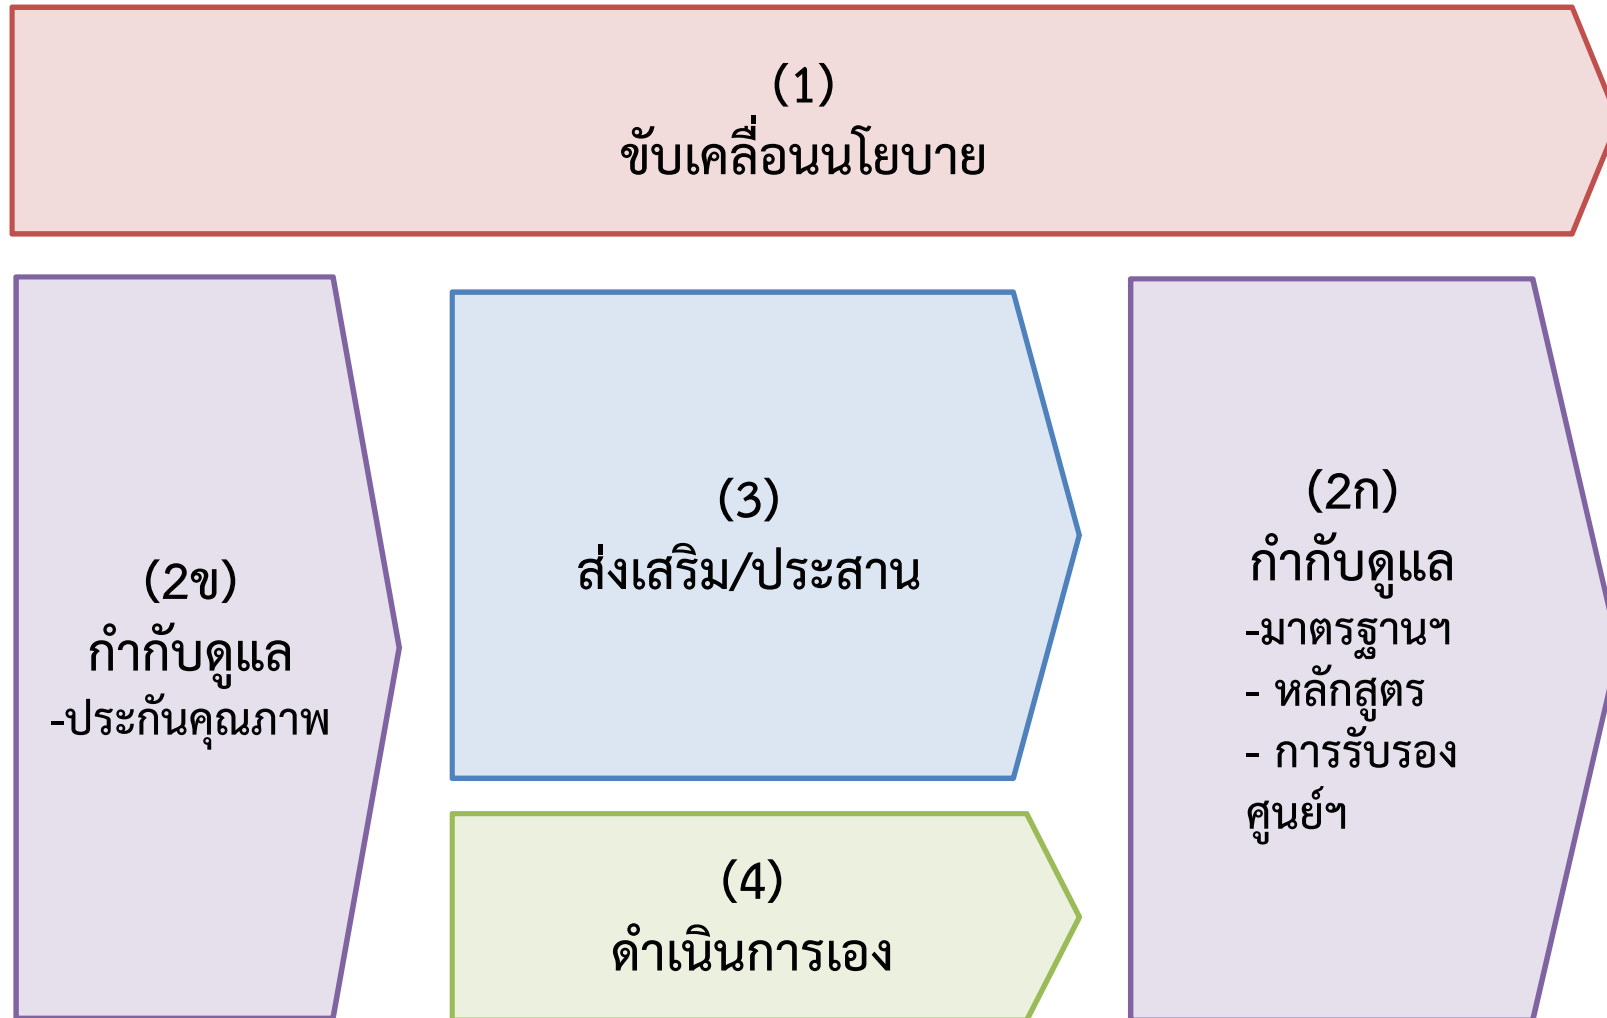 (1)
ขับเคลื่อนนโยบาย
(2ข)
กำกับดูแล
-ประกันคุณภาพ
(3)
ส่งเสริม/ประสาน
(4)
ดำเนินการเอง
(2ก)
กำกับดูแล
-มาตรฐานฯ
- หลักสูตร
- การรับรอง
ศูนย์ฯ